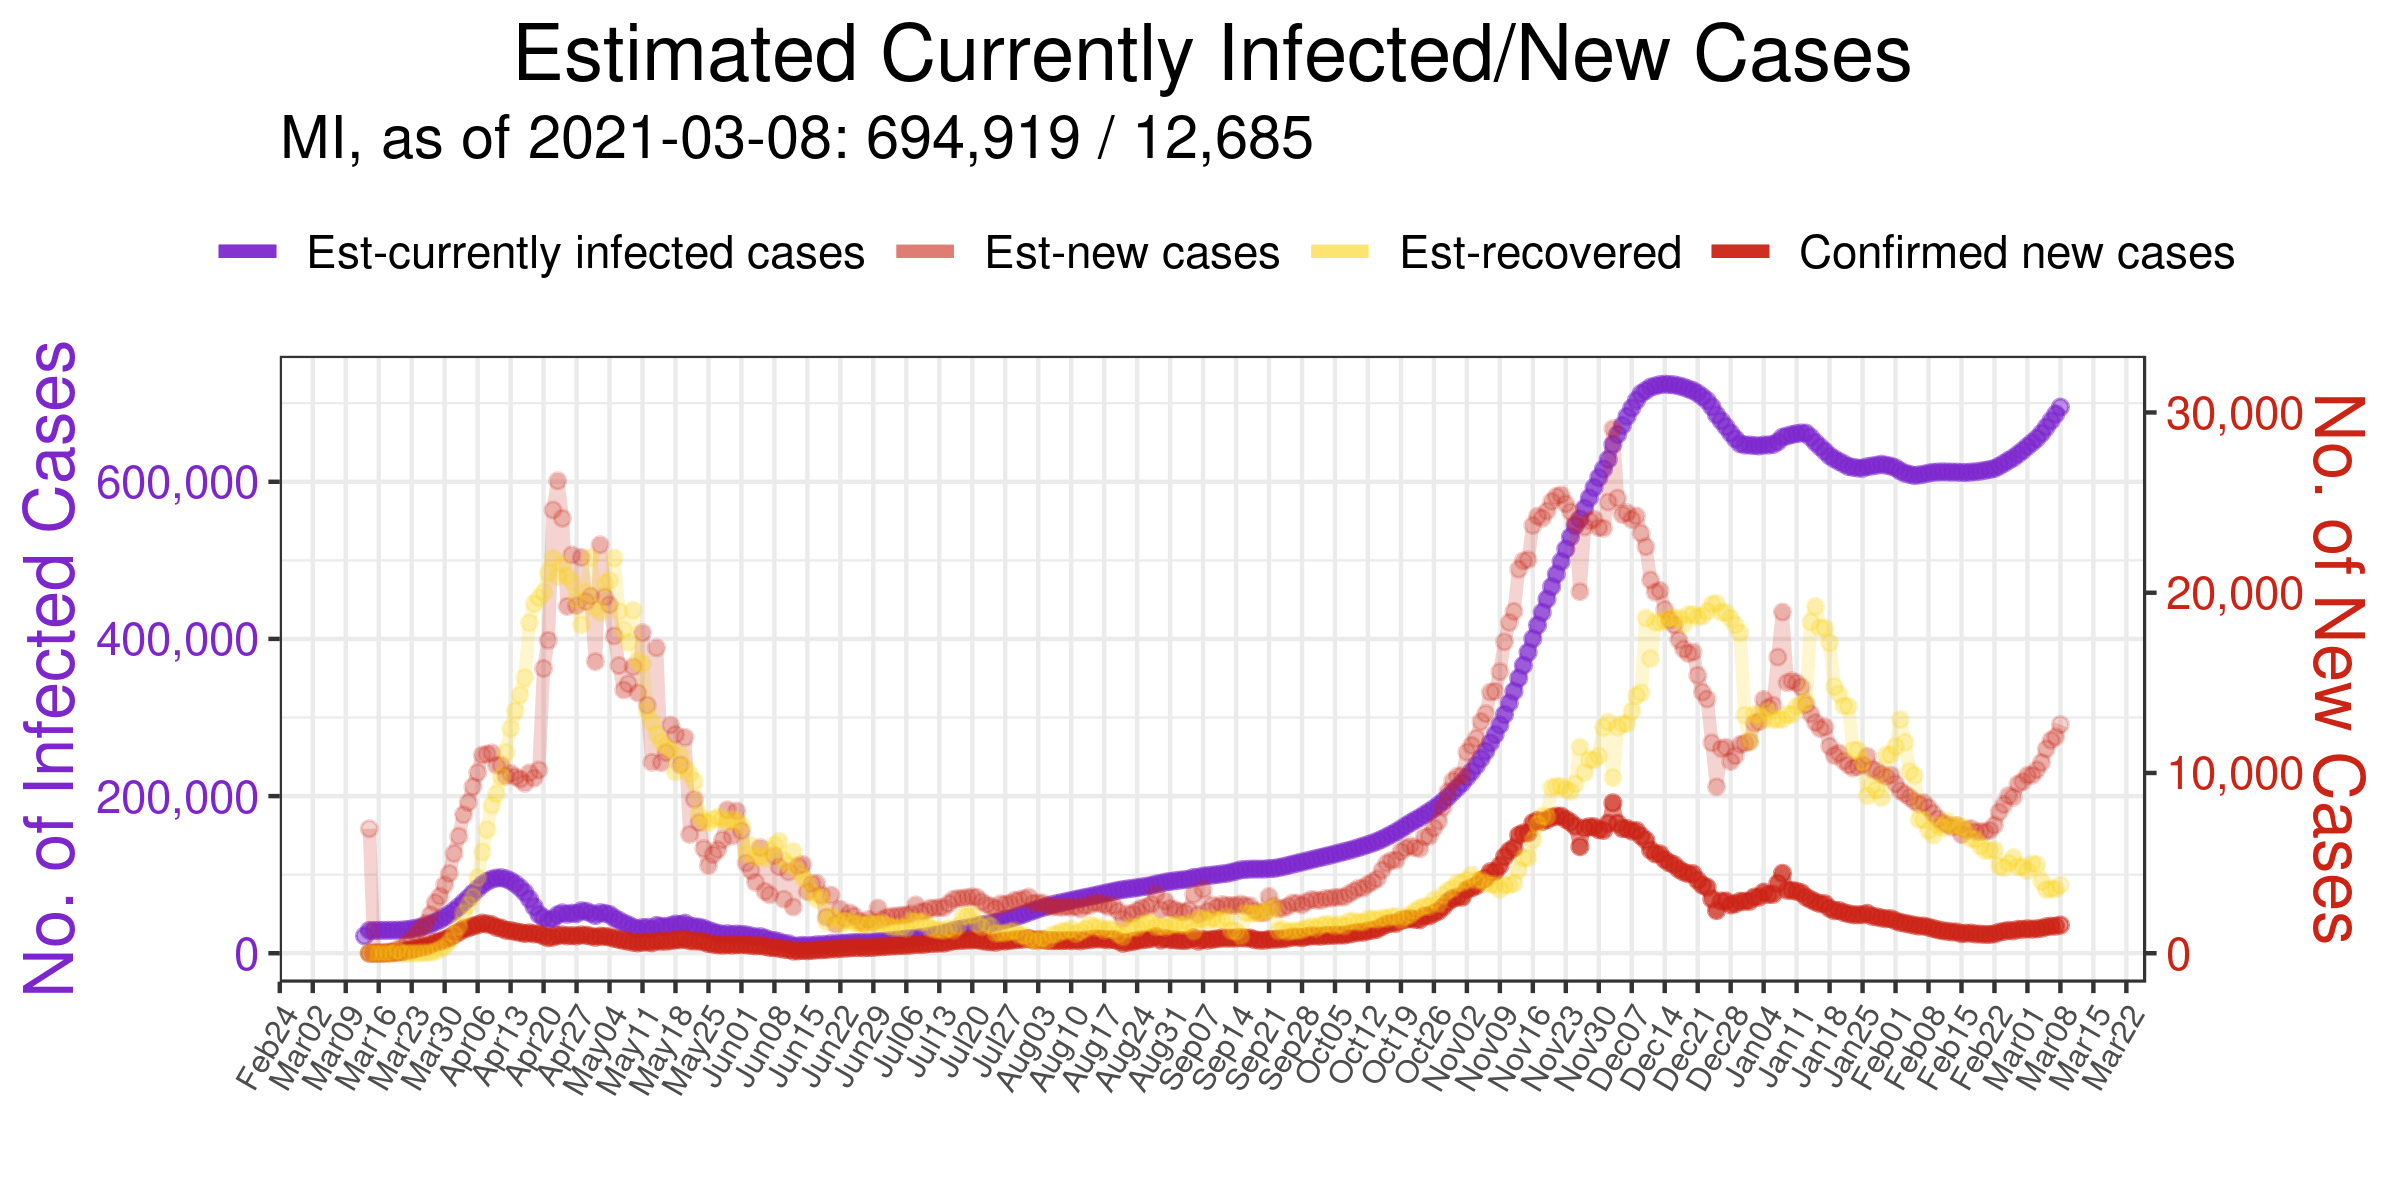 Estimated Currently Infected/New Cases
MI, as of 2021-03-08: 694,919 / 12,685
Est-currently infected cases Est-new cases Est-recovered Confirmed new cases
No. of Infected Cases
600,000
400,000
200,000
0
30,000
20,000
10,000
0
No. of New Cases
Feb24 Mar02 Mar09 Mar16 Mar23 Mar30 Apr06 Apr13 Apr20 Apr27 May04 May11 May18 May25 Jun01 Jun08 Jun15 Jun22 Jun29 Jul06 Jul13 Jul20 Jul27 Aug03 Aug10 Aug17 Aug24 Aug31 Sep07 Sep14 Sep21 Sep28 Oct05 Oct12 Oct19 Oct26 Nov02 Nov09 Nov16 Nov23 Nov30 Dec07 Dec14 Dec21 Dec28 Jan04 Jan11 Jan18 Jan25 Feb01 Feb08 Feb15 Feb22 Mar01 Mar08 Mar15 Mar22